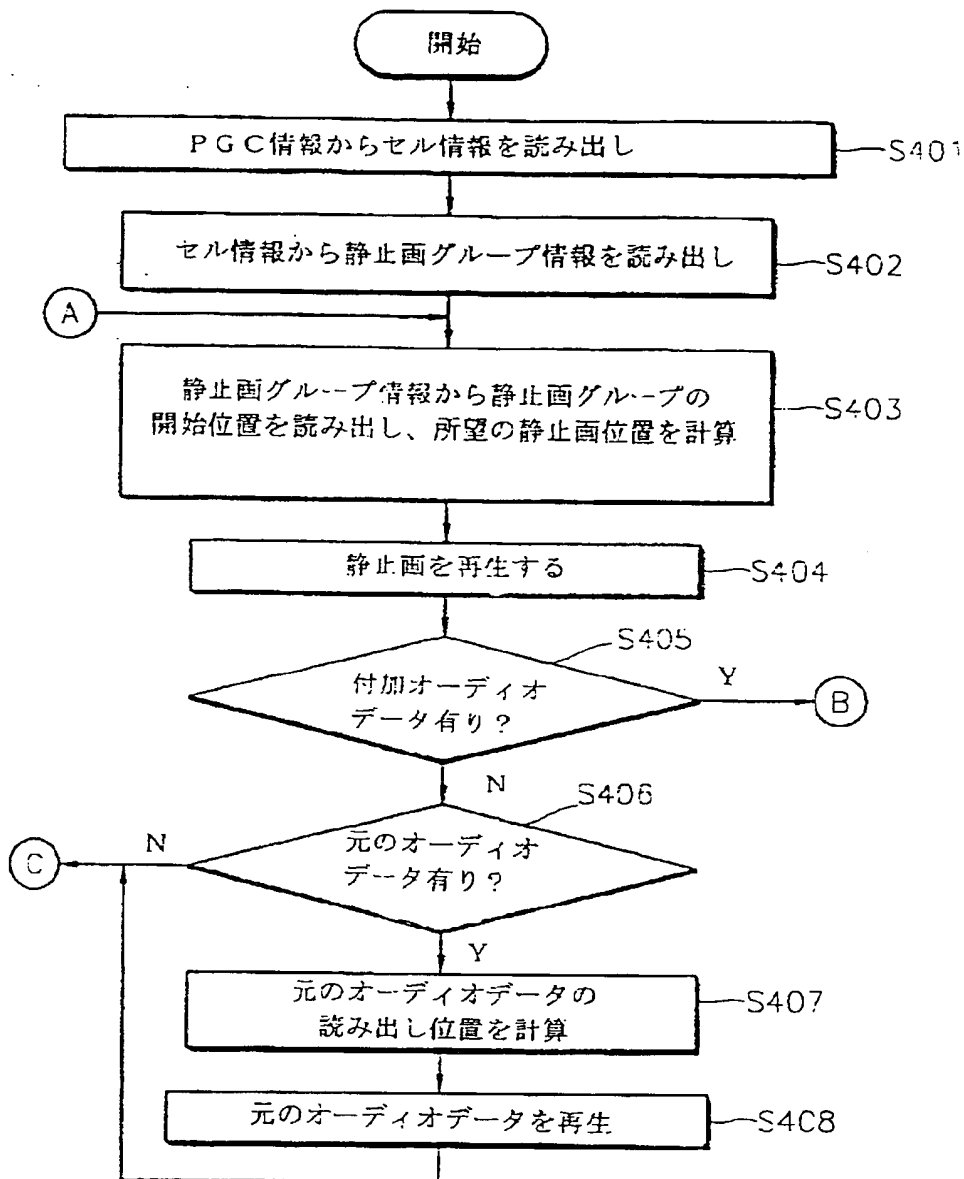 開始
PGC情報からセル情報を読み出し
S401
セル情報から静止画グループ情報を読み出し
S402
A
静止画グループ情報から静止画グループの
開始位置を読み出し、所望の静止画位置を計算
S403
静止画を再生する
S404
S405
付加オーディオ
データ有り？
Y
B
N
S406
元のオーディオ
データ有り？
N
C
Y
元のオーディオデータの
読み出し位置を計算
S407
元のオーディオデータを再生
S408